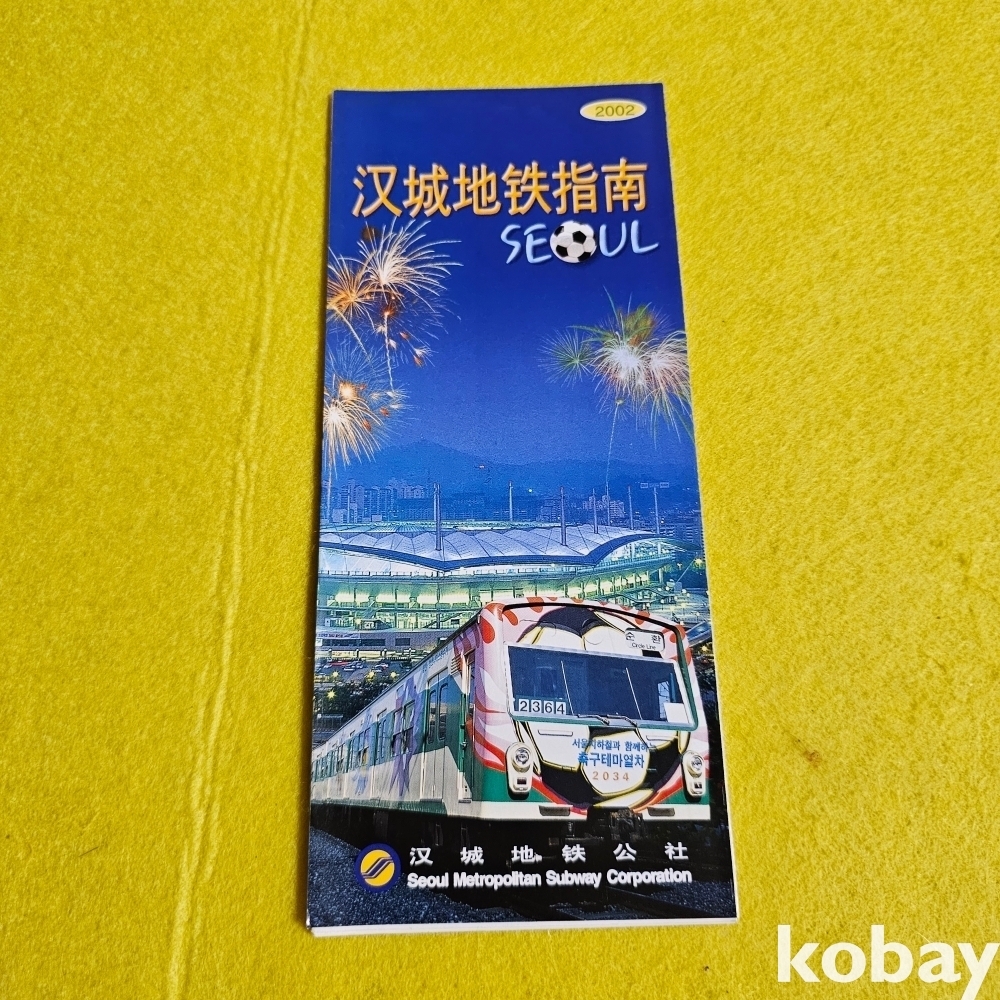 2002
汉城地铁指南
SEOUL
순환
Circle Line
2364
서울지하철과 함께하는
축구테마열차
2034
汉城地铁公社
Seoul Metropolitan Subway Corporation
kobay